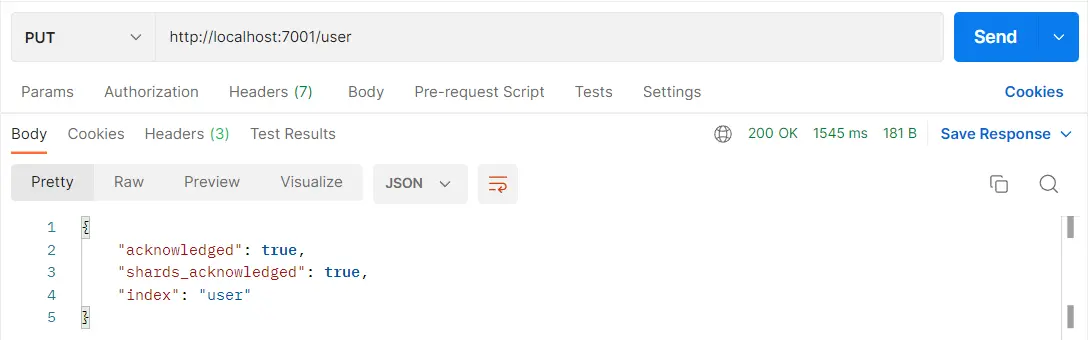 PUT http://localhost:7001/user Send
Params Authorization Headers (7) Body Pre-request Script Tests Settings Cookies
Body Cookies Headers (3) Test Results 200 OK 1545 ms 181 B Save Response
Pretty Raw Preview Visualize JSON
1 {
2 "acknowledged": true,
3 "shards_acknowledged": true,
4 "index": "user"
5 }